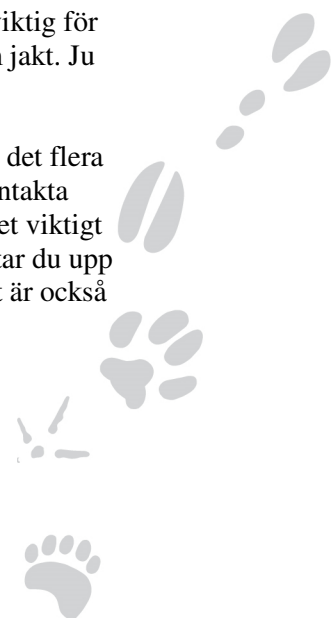 viktig för
jakt. Ju
det flera
ntakta
et viktigt
tar du upp
t är också